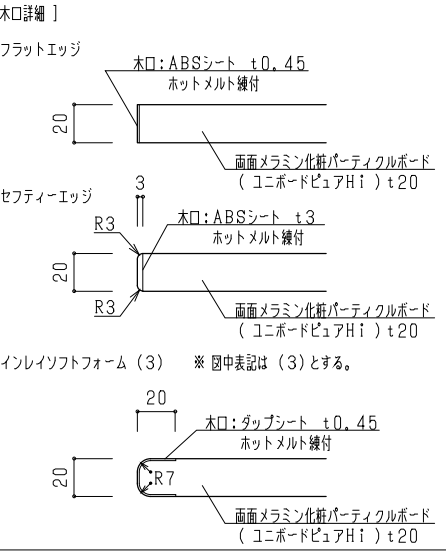 木口詳細 ]
フラットエッジ
木口:ABSシート t0.45
ホットメルト練付
20
両面メラミン化粧パーティクルボード
( ユニボードピュアHi )t20
セフティーエッジ
3
R3
木口:ABSシート t3
ホットメルト練付
20
R3
両面メラミン化粧パーティクルボード
( ユニボードピュアHi )t20
インレイソフトフォーム (3) ※ 図中表記は (3)とする。
20
木口:ダップシート t0.45
ホットメルト練付
20
R7
両面メラミン化粧パーティクルボード
( ユニボードピュアHi )t20